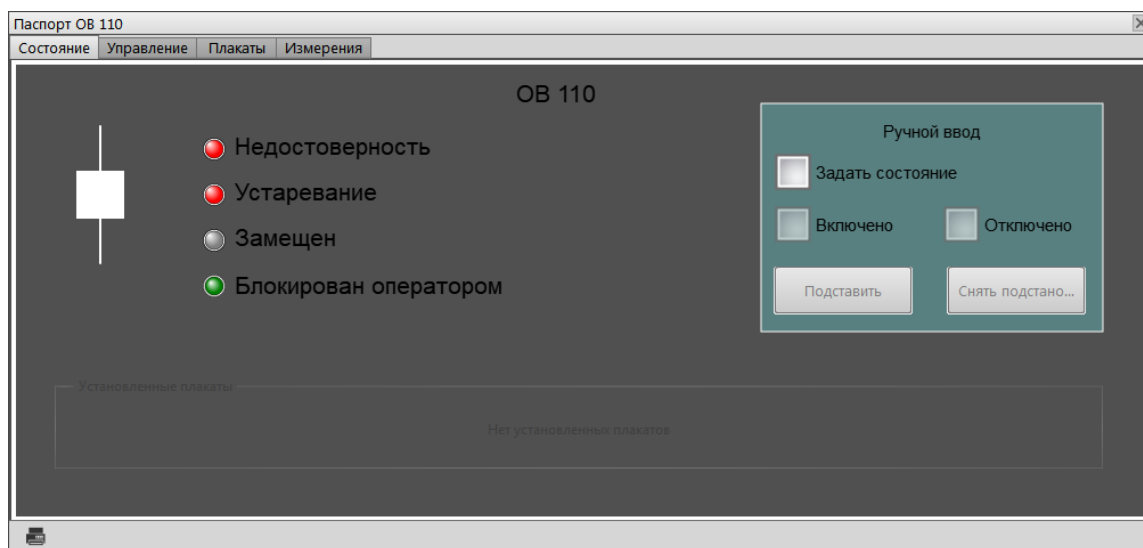 Паспорт ОВ 110
Состояние Управление Плакаты Измерения
ОВ 110
Недостоверность
Устаревание
Замещен
Блокирован оператором
Ручной ввод
Задать состояние
Включено Отключено
Подставить Снять подстано...
Установленные плакаты
Нет установленных плакатов